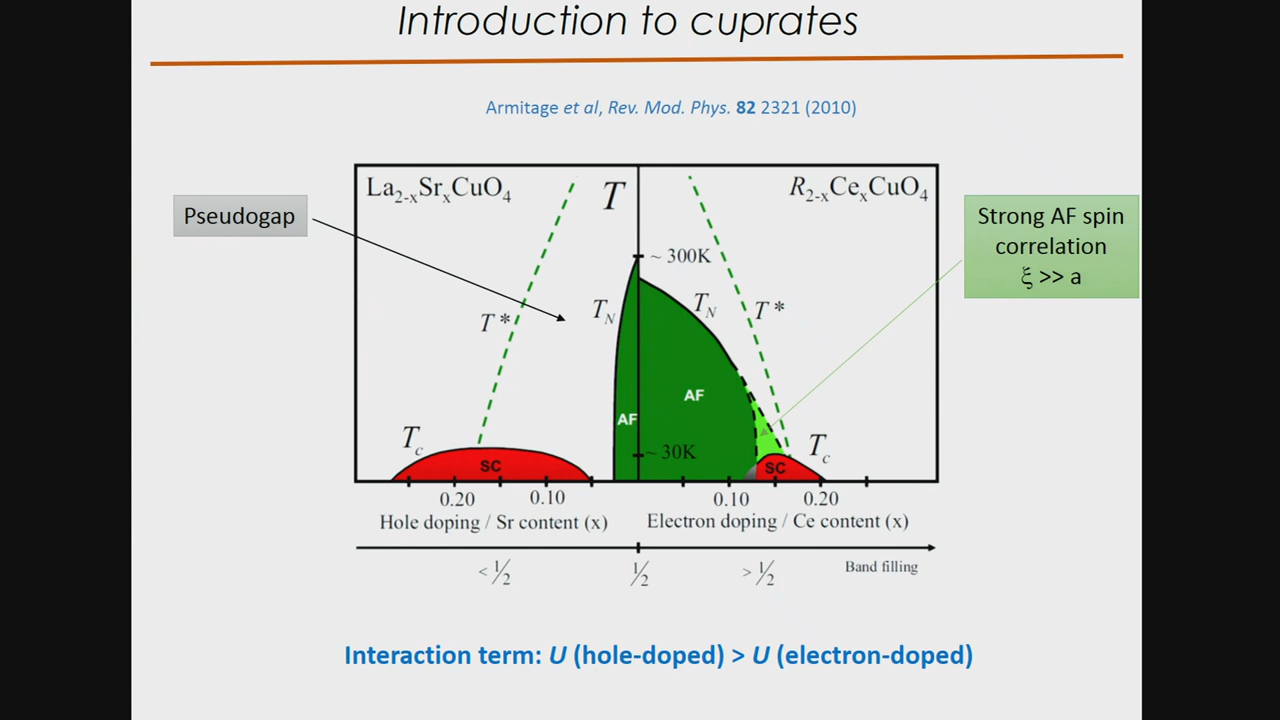 Introduction to cuprates
Armitage et al, Rev. Mod. Phys. 82 2321 (2010)
La2-xSrxCuO4
T
R2-xCexCuO4
Pseudogap
Strong AF spin
correlation
ξ >> a
~ 300K
TN
TN
T*
T*
AF
AF
Tc
~ 30K
Tc
SC
SC
0.20
0.10
0.10
0.20
Hole doping / Sr content (x)
Electron doping / Ce content (x)
< ½
½
> ½
Band filling
Interaction term: U (hole-doped) > U (electron-doped)